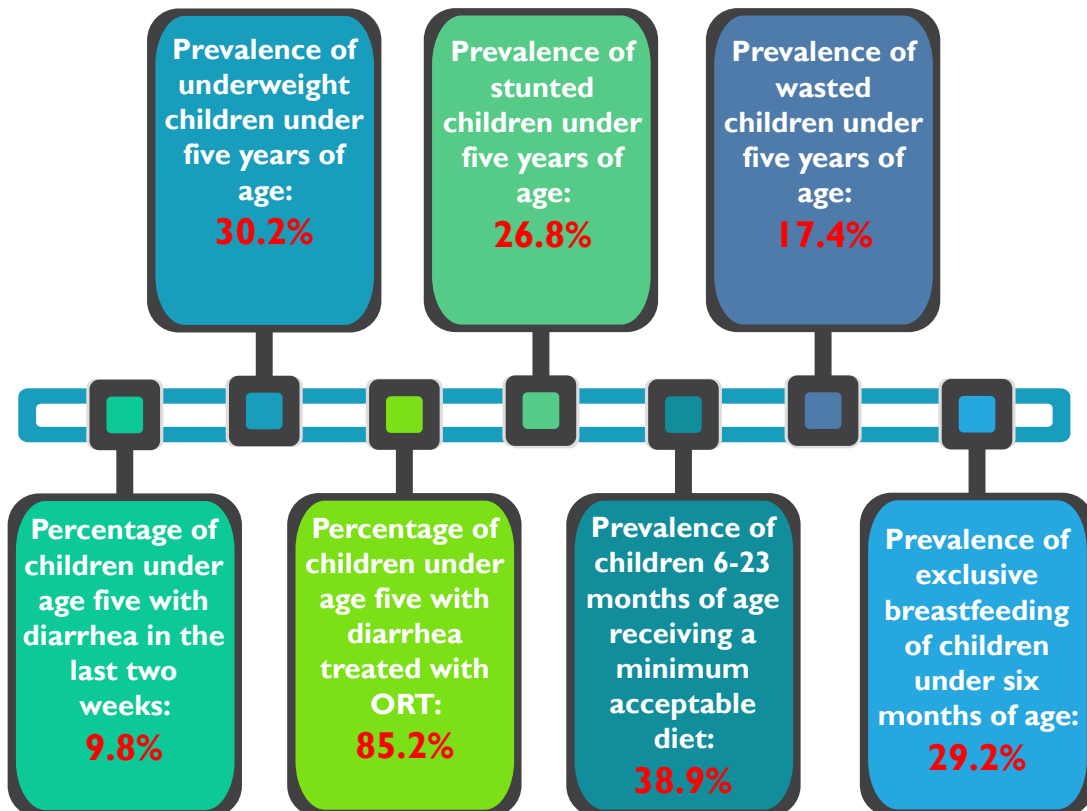 Prevalence of
underweight
children under
five years of
age:
30.2%
Prevalence of
stunted
children under
five years of
age:
26.8%
Prevalence of
wasted
children under
five years of
age:
17.4%
Percentage of
children under
age five with
diarrhea in the
last two
weeks:
9.8%
Percentage of
children under
age five with
diarrhea
treated with
ORT:
85.2%
Prevalence of
children 6-23
months of age
receiving a
minimum
acceptable
diet:
38.9%
Prevalence of
exclusive
breastfeeding
of children
under six
months of age:
29.2%